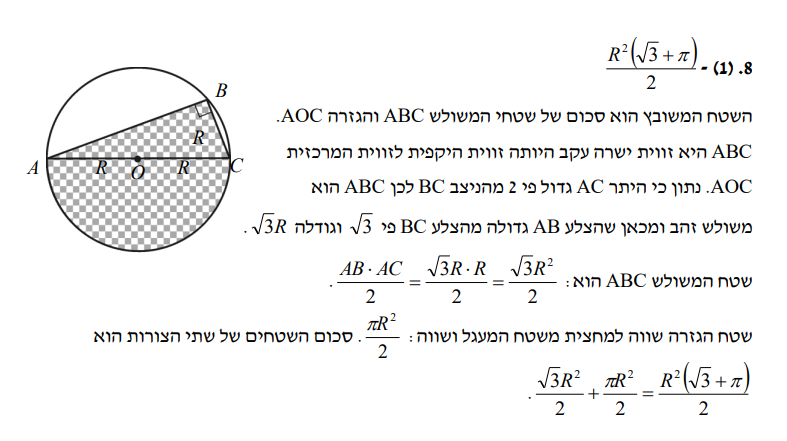 8. (1) - \frac{R^2(\sqrt{3}+\pi)}{2}
השטח המשובץ הוא סכום של שטחי המשולש ABC והגזרה AOC.
ABC היא זווית ישרה עקב היותה זווית היקפית לזווית המרכזית
AOC. נתון כי היתר AC גדול פי 2 מהניצב BC לכן ABC הוא
משולש זהב ומכאן שהצלע AB גדולה מהצלע BC פי \sqrt{3} וגודלה \sqrt{3}R .
שטח המשולש ABC הוא: \frac{AB \cdot AC}{2} = \frac{\sqrt{3}R \cdot R}{2} = \frac{\sqrt{3}R^2}{2} .
שטח הגזרה שווה למחצית משטח המעגל ושווה: \frac{\pi R^2}{2} . סכום השטחים של שתי הצורות הוא
\frac{\sqrt{3}R^2}{2} + \frac{\pi R^2}{2} = \frac{R^2(\sqrt{3}+\pi)}{2} .
B
R
A R O R C